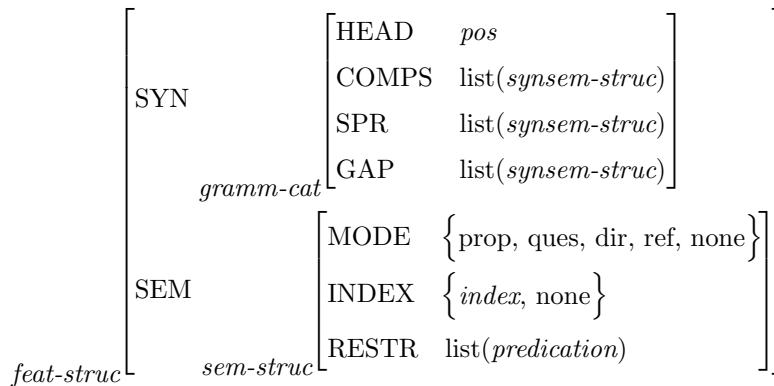 HEAD pos
COMPS list(synsem-struc)
SYN
SPR list(synsem-struc)
GAP list(synsem-struc)
gramm-cat
MODE {prop, ques, dir, ref, none}
SEM INDEX {index, none}
RESTR list(predication)
feat-struc sem-struc